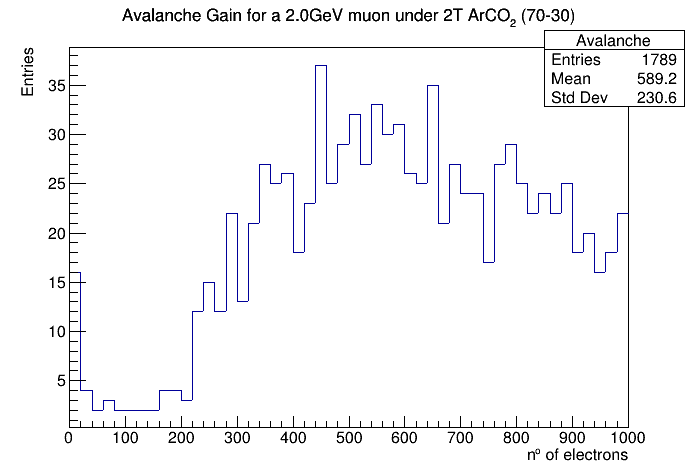 Avalanche Gain for a 2.0GeV muon under 2T ArCO₂ (70-30)
Avalanche
Entries 1789
Mean 589.2
Std Dev 230.6
Entries
35
30
25
20
15
10
5
0 100 200 300 400 500 600 700 800 900 1000
nº of electrons